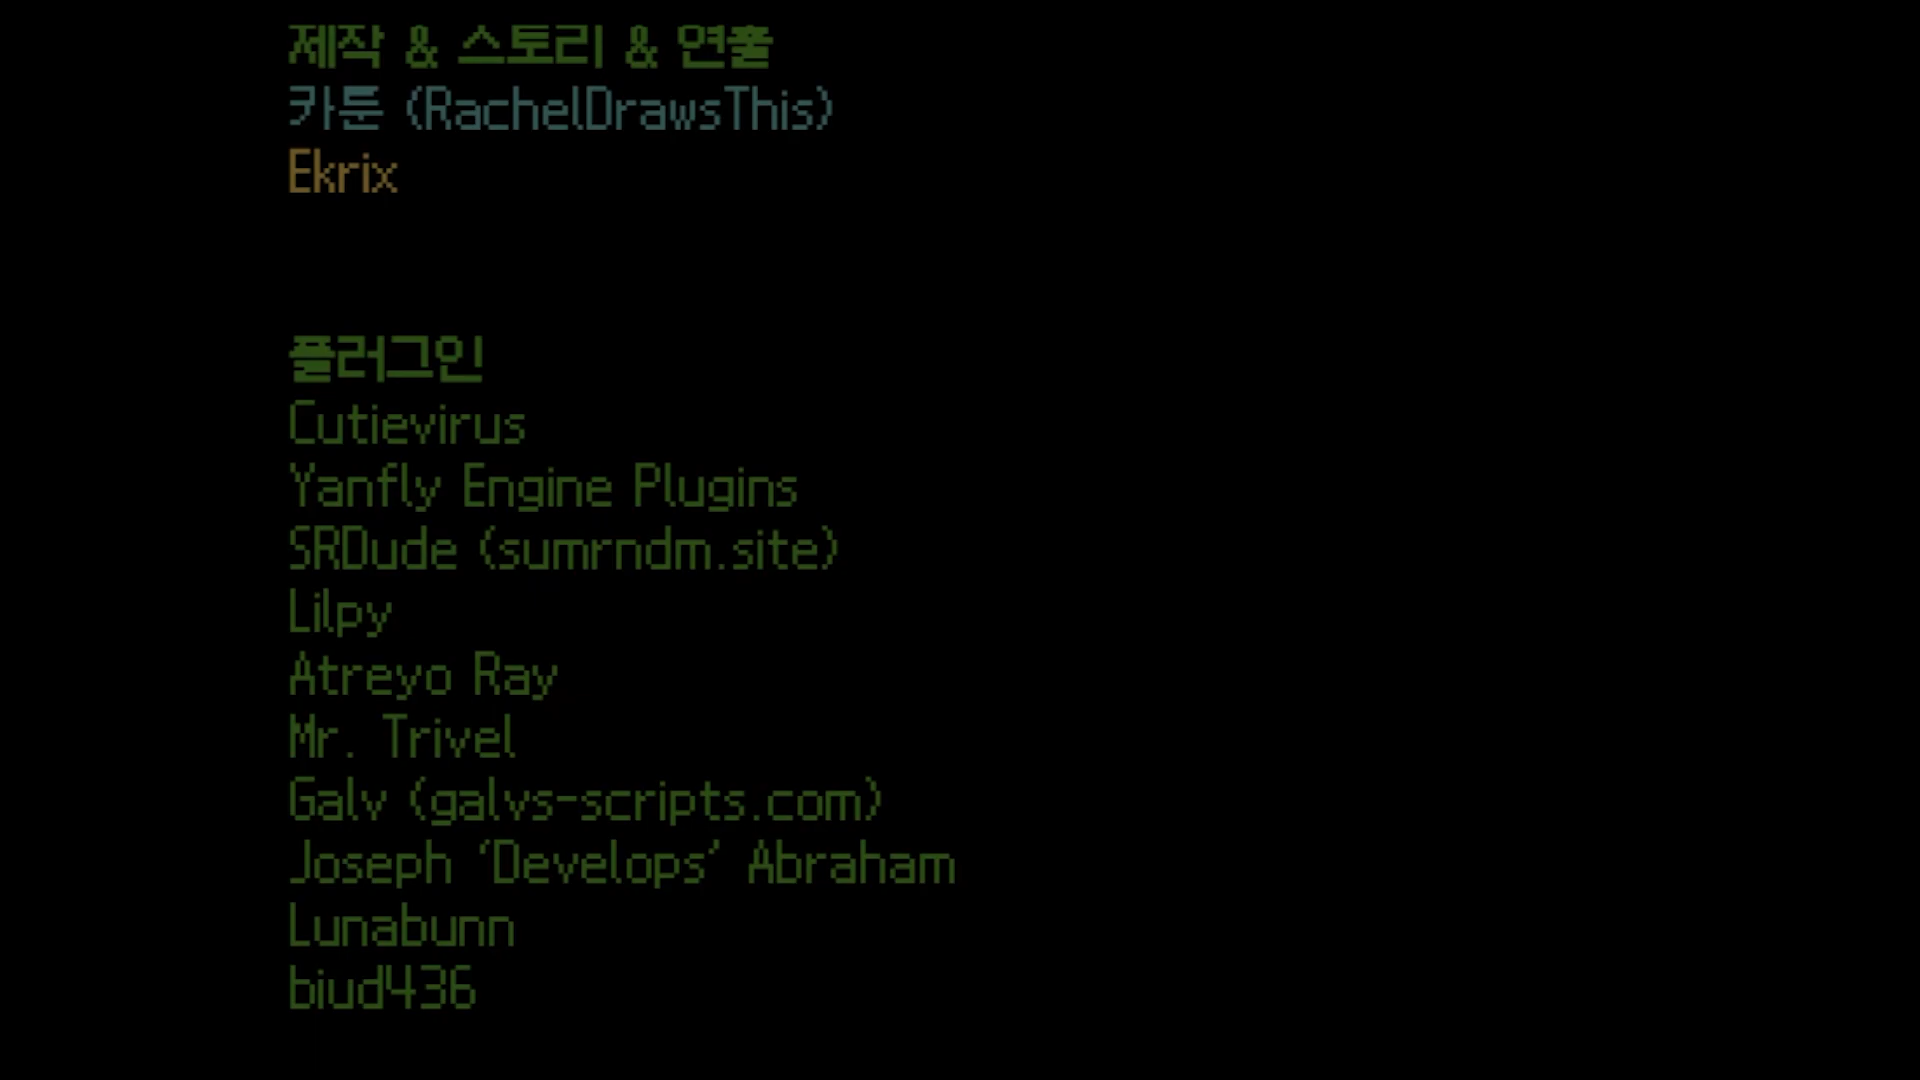 제작 & 스토리 & 연출
카툰 (RachelDrawsThis)
Ekrix
플러그인
Cutievirus
Yanfly Engine Plugins
SRDude (sumrndm.site)
Lilpy
Atreyo Ray
Mr. Trivel
Galv (galvs-scripts.com)
Joseph ‘Develops’ Abraham
Lunabunn
biud436